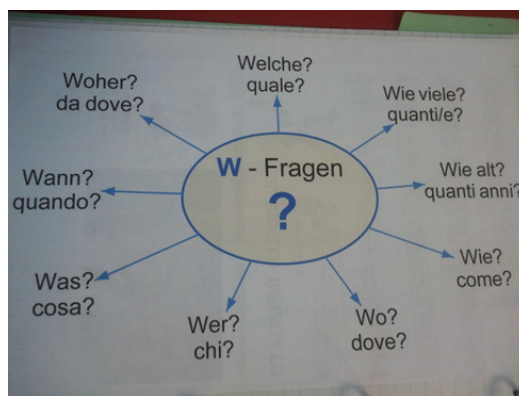 Welche?
quale?
Woher?
da dove?
Wie viele?
quanti/e?
W - Fragen
?
Wann?
quando?
Wie alt?
quanti anni?
Was?
cosa?
Wie?
come?
Wer?
chi?
Wo?
dove?